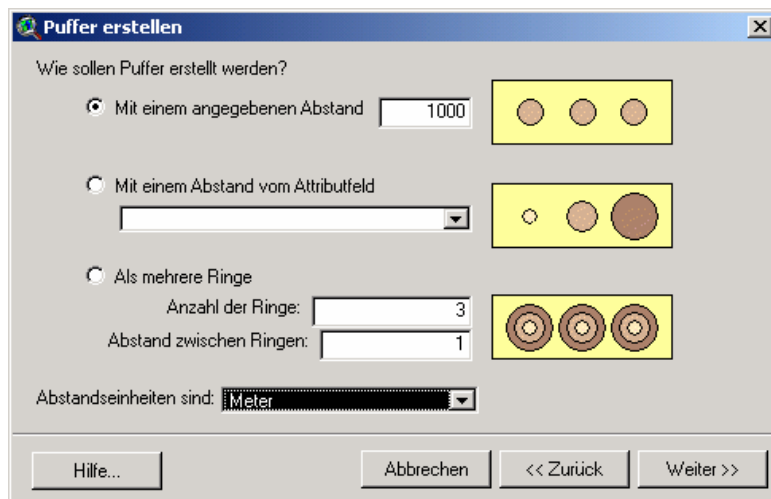 Puffer erstellen
Wie sollen Puffer erstellt werden?
Mit einem angegebenen Abstand 1000
Mit einem Abstand vom Attributfeld
Als mehrere Ringe
Anzahl der Ringe: 3
Abstand zwischen Ringen: 1
Abstandseinheiten sind: Meter
Hilfe... Abbrechen << Zurück Weiter >>